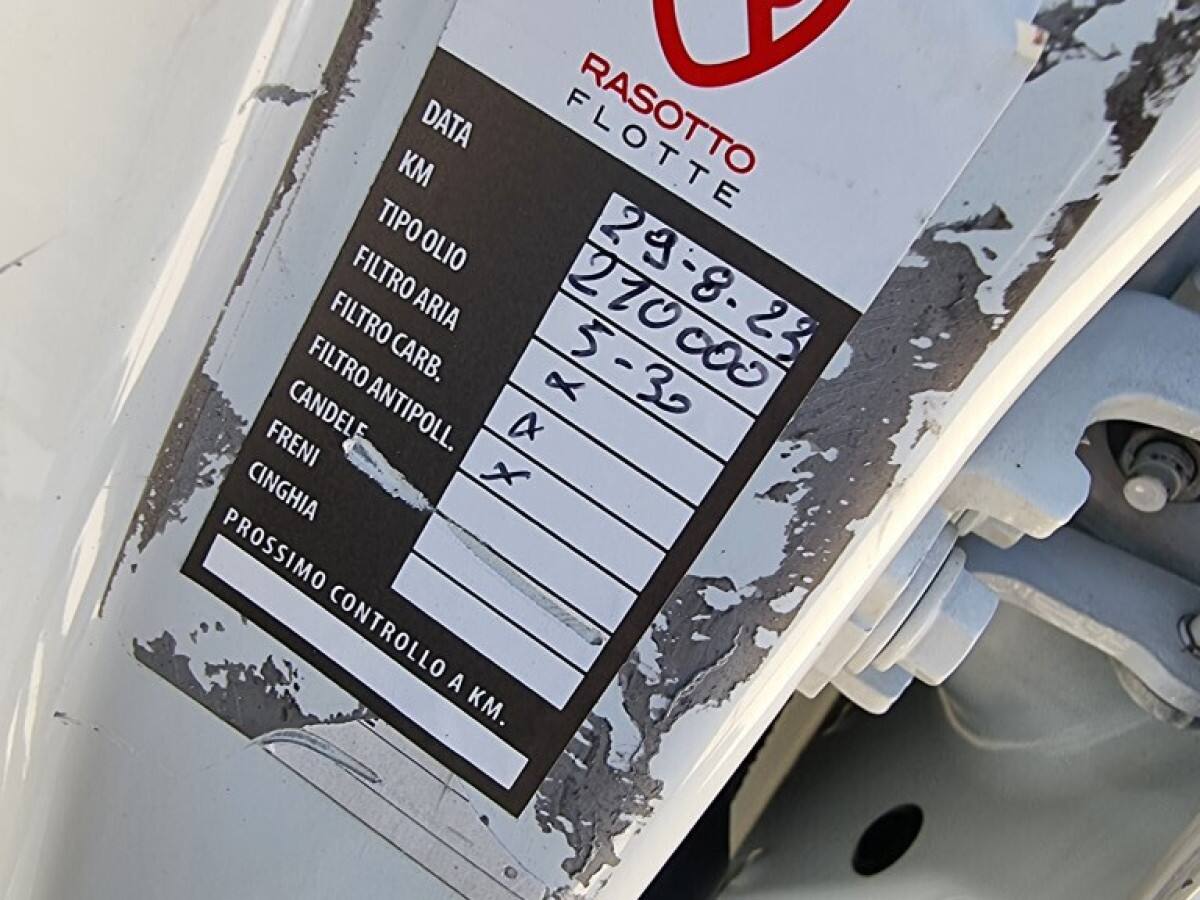 RASOTTO
FLOTTE
DATA 29-8-23
KM 210000
TIPO OLIO 5-30
FILTRO ARIA x
FILTRO CARB. x
FILTRO ANTIPOLL. x
CANDELE
FRENI
CINGHIA
PROSSIMO CONTROLLO A KM.